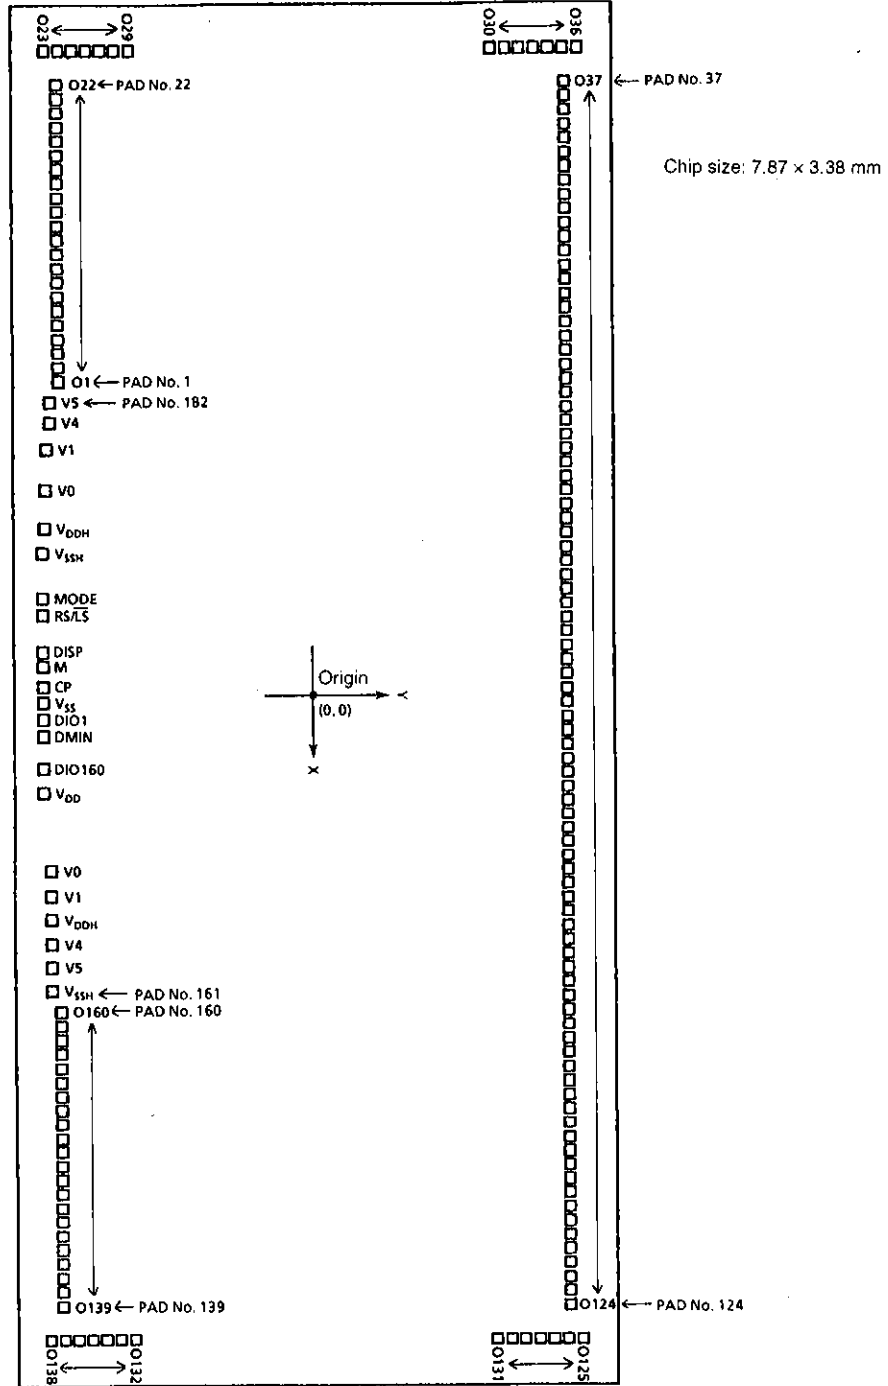 O23 O29 O30 O36
O22 ← PAD No. 22
O37 ← PAD No. 37
Chip size: 7.87 × 3.38 mm
O1 ← PAD No. 1
V5 ← PAD No. 182
V4
V1
V0
VDDH
VSSH
MODE
RS/L̅S̅
DISP
M
CP
VSS
DIO1
DMIN
DIO160
VDD
Origin
(0, 0)
Y
X
V0
V1
VDDH
V4
V5
VSSH ← PAD No. 161
O160 ← PAD No. 160
O139 ← PAD No. 139
O124 ← PAD No. 124
O138 O132 O131 O125